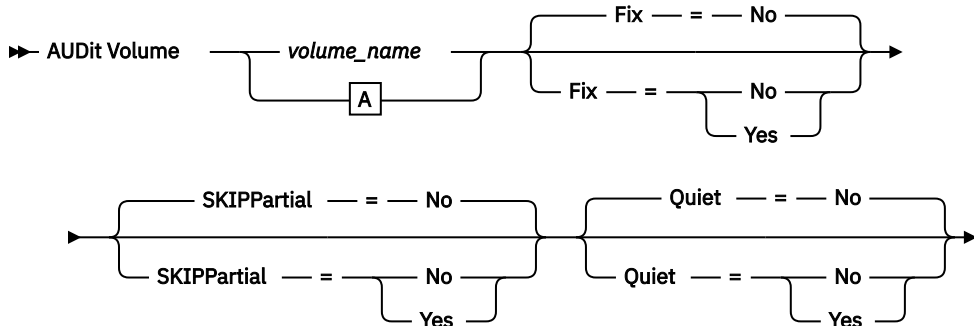 Fix = No
AUDit Volume volume_name
A
Fix = No
Yes
SKIPPartial = No
Quiet = No
SKIPPartial = No
Quiet = No
Yes
Yes